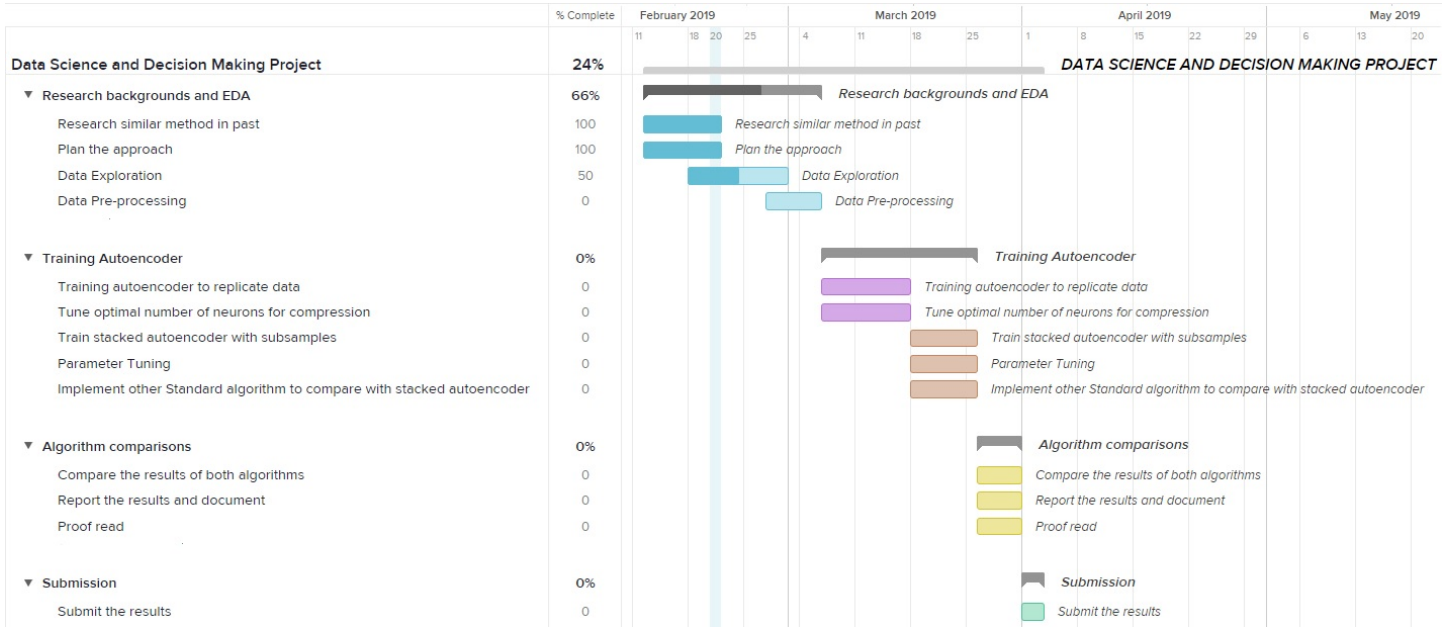 % Complete February 2019 March 2019 April 2019 May 2019
11 18 20 25 4 11 18 25 1 8 15 22 29 6 13 20
Data Science and Decision Making Project 24% DATA SCIENCE AND DECISION MAKING PROJECT
Research backgrounds and EDA 66% Research backgrounds and EDA
Research similar method in past 100 Research similar method in past
Plan the approach 100 Plan the approach
Data Exploration 50 Data Exploration
Data Pre-processing 0 Data Pre-processing
Training Autoencoder 0% Training Autoencoder
Training autoencoder to replicate data 0 Training autoencoder to replicate data
Tune optimal number of neurons for compression 0 Tune optimal number of neurons for compression
Train stacked autoencoder with subsamples 0 Train stacked autoencoder with subsamples
Parameter Tuning 0 Parameter Tuning
Implement other Standard algorithm to compare with stacked autoencoder 0 Implement other Standard algorithm to compare with stacked autoencoder
Algorithm comparisons 0% Algorithm comparisons
Compare the results of both algorithms 0 Compare the results of both algorithms
Report the results and document 0 Report the results and document
Proof read 0 Proof read
Submission 0% Submission
Submit the results 0 Submit the results